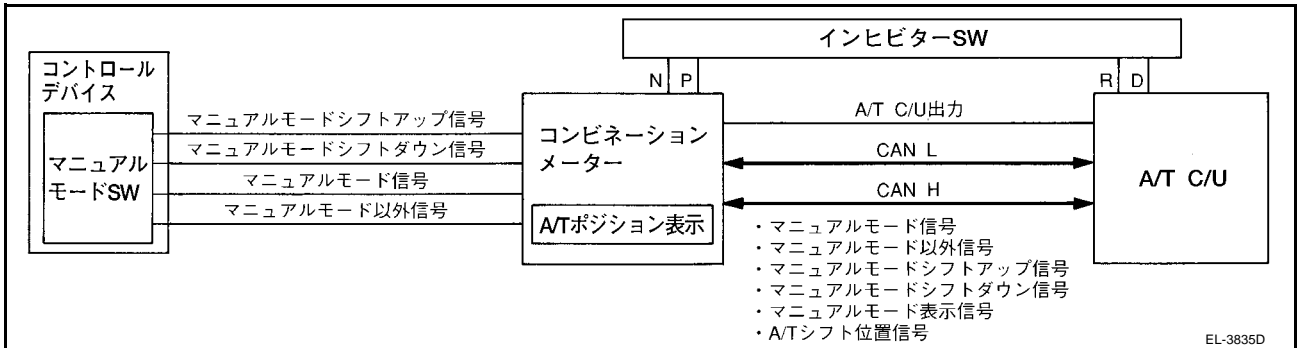 インヒビターSW
N P
R D
コントロール
デバイス
マニュアル
モードSW
マニュアルモードシフトアップ信号
マニュアルモードシフトダウン信号
マニュアルモード信号
マニュアルモード以外信号
コンビネーション
メーター
A/Tポジション表示
A/T C/U出力
CAN L
CAN H
A/T C/U
・マニュアルモード信号
・マニュアルモード以外信号
・マニュアルモードシフトアップ信号
・マニュアルモードシフトダウン信号
・マニュアルモード表示信号
・A/Tシフト位置信号
EL-3835D